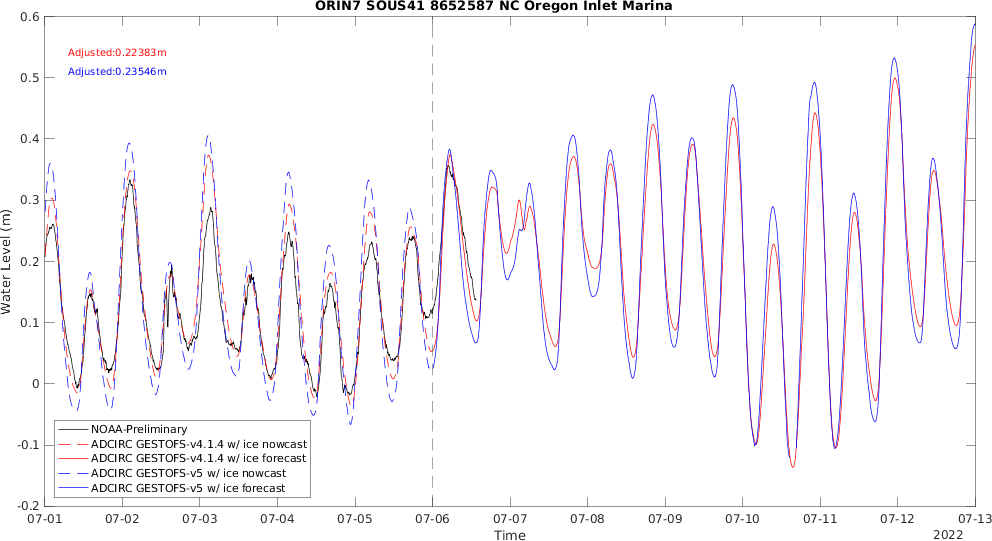 ORIN7 SOUS41 8652587 NC Oregon Inlet Marina
0.6
0.5
0.4
0.3
0.2
0.1
0
-0.1
-0.2
Water Level (m)
Adjusted:0.22383m
Adjusted:0.23546m
NOAA-Preliminary
ADCIRC GESTOFS-v4.1.4 w/ ice nowcast
ADCIRC GESTOFS-v4.1.4 w/ ice forecast
ADCIRC GESTOFS-v5 w/ ice nowcast
ADCIRC GESTOFS-v5 w/ ice forecast
07-01 07-02 07-03 07-04 07-05 07-06 07-07 07-08 07-09 07-10 07-11 07-12 07-13
Time
2022